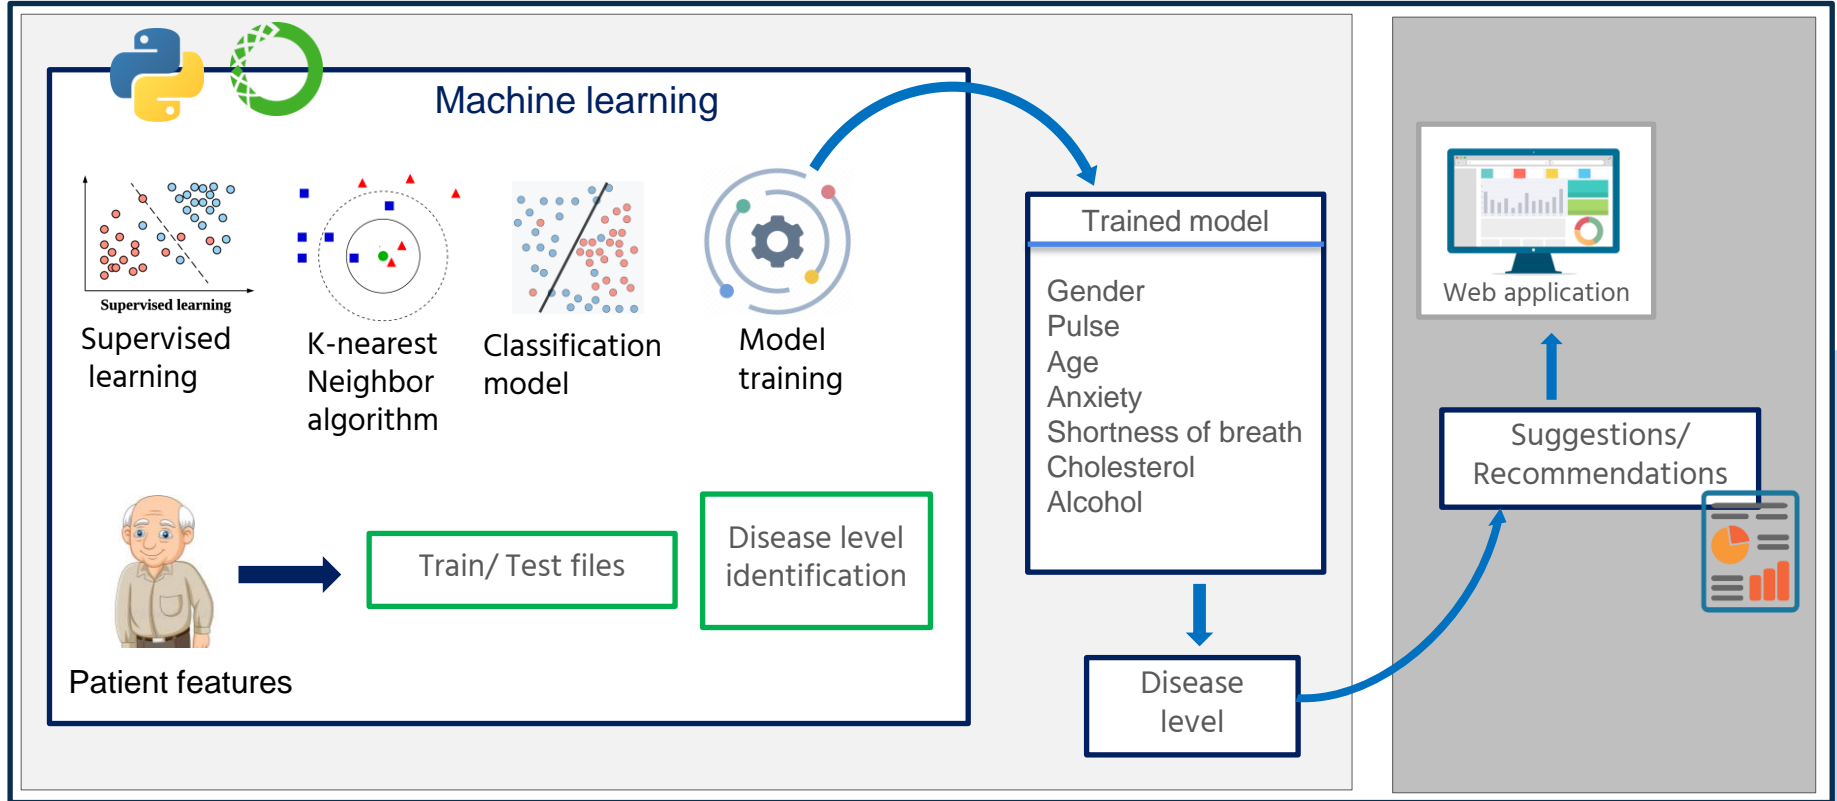 Machine learning
Supervised learning
Supervised
learning
K-nearest
Neighbor
algorithm
Classification
model
Model
training
Patient features
Train/ Test files
Disease level
identification
Trained model
Gender
Pulse
Age
Anxiety
Shortness of breath
Cholesterol
Alcohol
Disease
level
Suggestions/
Recommendations
Web application